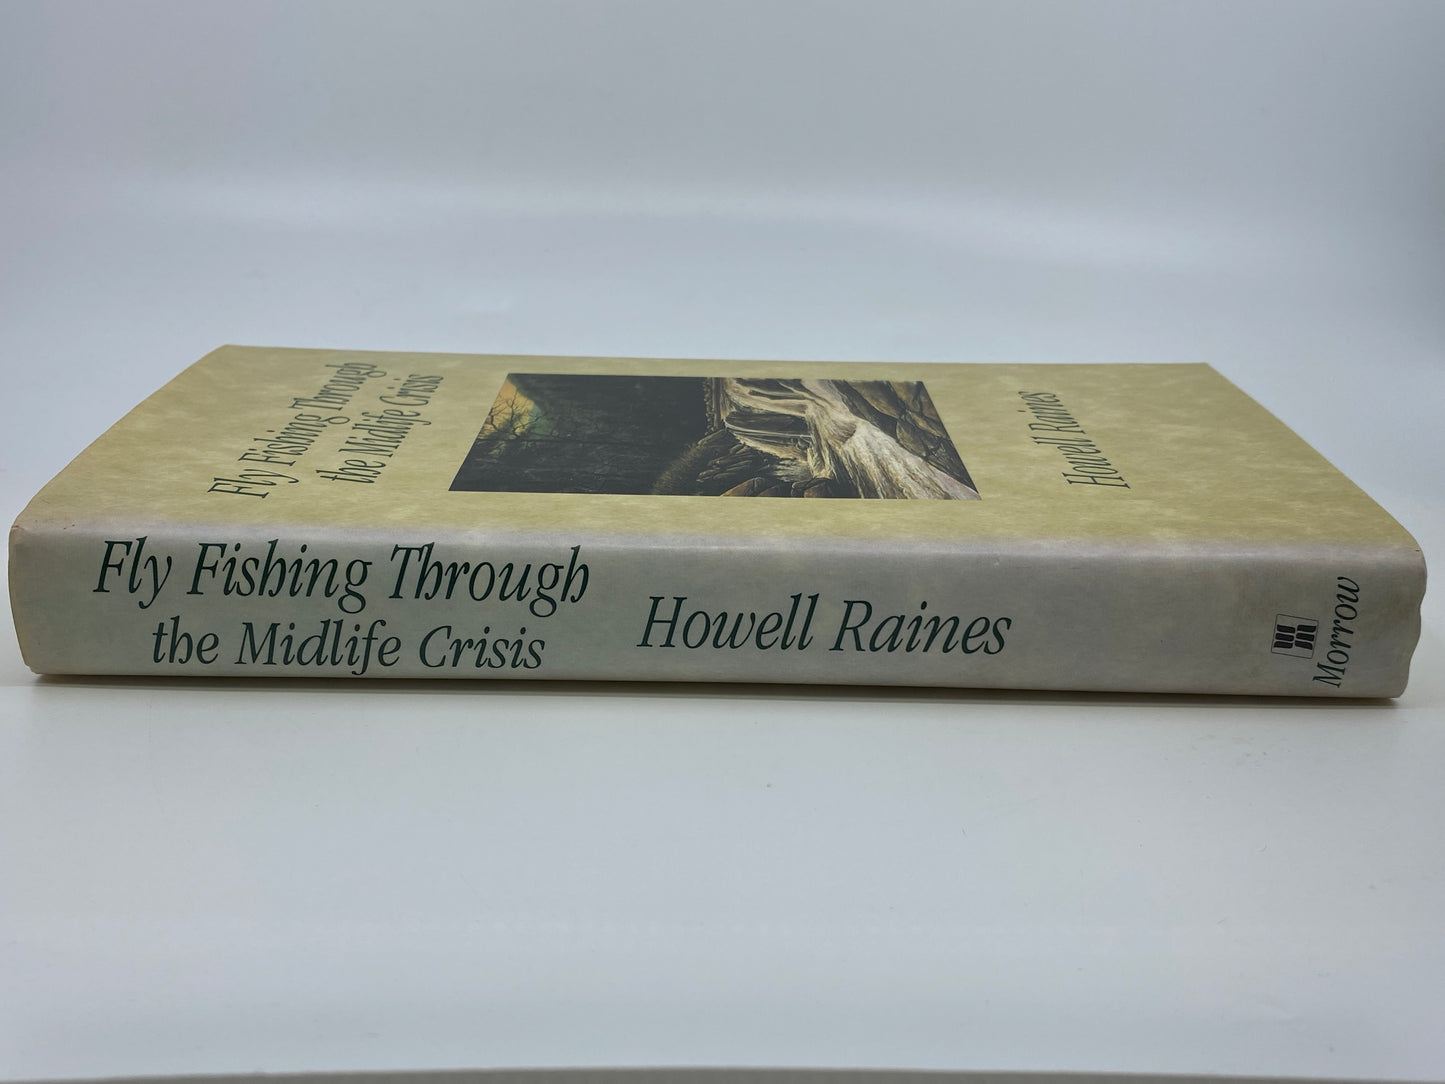 Fly Fishing Through
the Midlife Crisis
Howell Raines
Fly Fishing Through
the Midlife Crisis
Howell Raines
Morrow